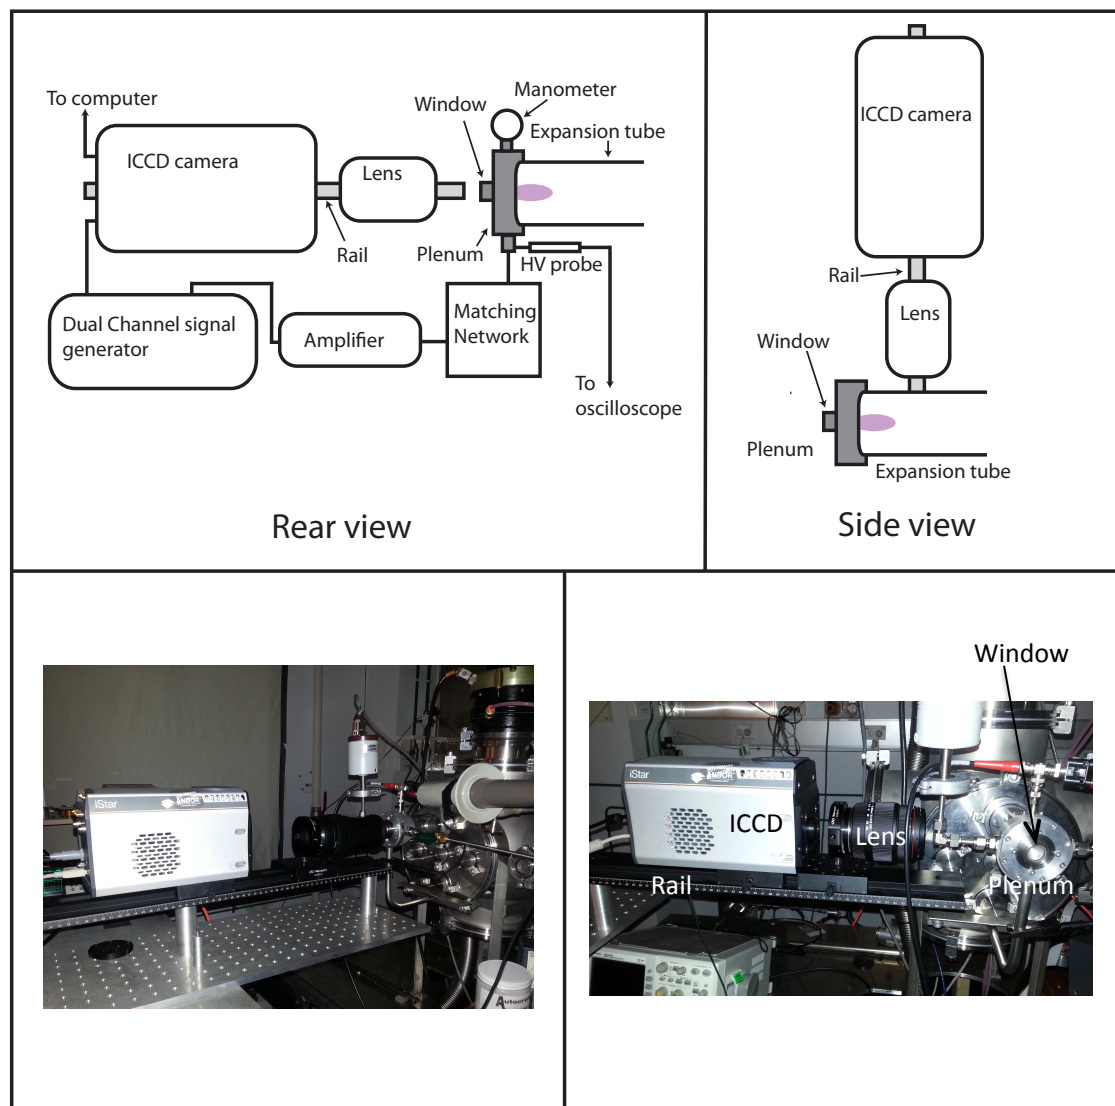 To computer
ICCD camera
Lens
Window
Manometer
Expansion tube
Rail
Plenum
HV probe
Dual Channel signal
generator
Amplifier
Matching
Network
To
oscilloscope
Rear view
ICCD camera
Rail
Lens
Window
Plenum
Expansion tube
Side view
iStar
ANDOR
Window
iStar
ANDOR
ICCD
Lens
Rail
Plenum